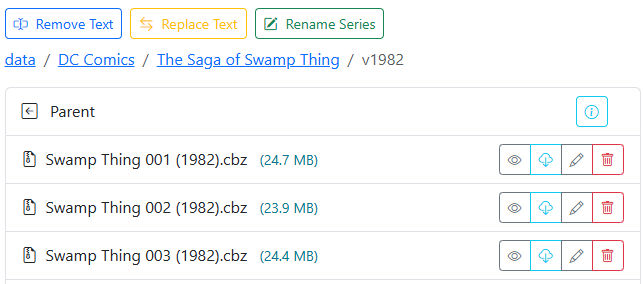 Remove Text Replace Text Rename Series
data / DC Comics / The Saga of Swamp Thing / v1982
Parent
Swamp Thing 001 (1982).cbz (24.7 MB)
Swamp Thing 002 (1982).cbz (23.9 MB)
Swamp Thing 003 (1982).cbz (24.4 MB)